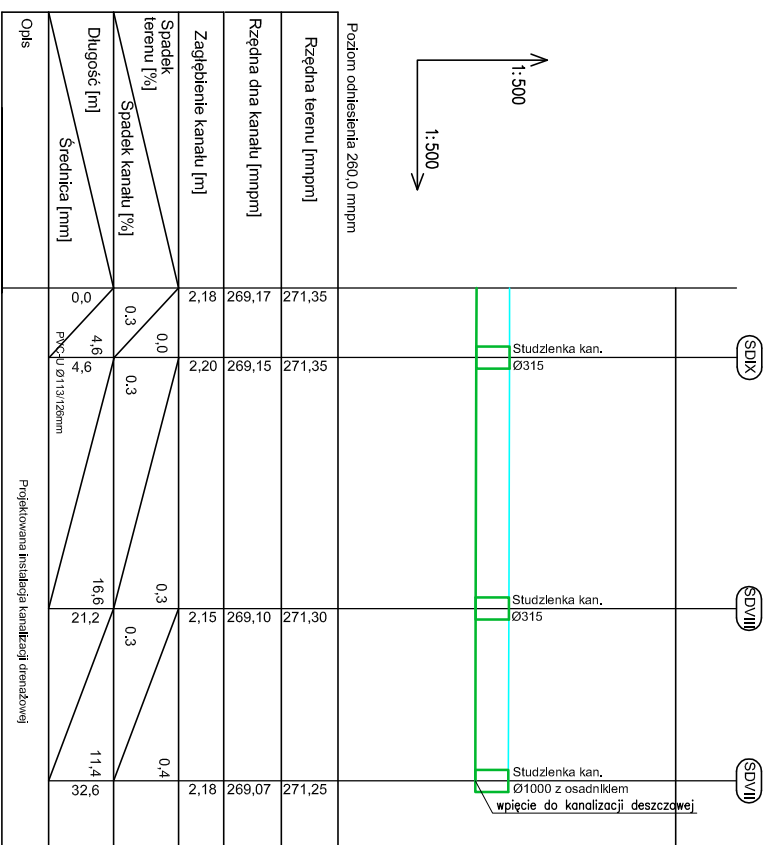 SDIX
SDVIII
SDVII
1:500
1:500
Studzienka kan.
Ø315
Studzienka kan.
Ø315
Studzienka kan.
Ø1000 z osadnikiem
wpięcie do kanalizacji deszczowej
Poziom odniesienia 260,0 mnpm
Rzędna terenu [mnpm]
271,35
271,35
271,30
271,25
Rzędna dna kanału [mnpm]
269,17
269,15
269,10
269,07
Zagłębienie kanału [m]
2,18
2,20
2,15
2,18
Spadek
terenu [%]
0,0
0,3
0,4
Spadek kanału [%]
0.3
0.3
0.3
Długość [m]
4,6
16,6
11,4
0,0
4,6
21,2
32,6
Średnica [mm]
PVC-U Ø113/126mm
Opis
Projektowana instalacja kanalizacji drenażowej